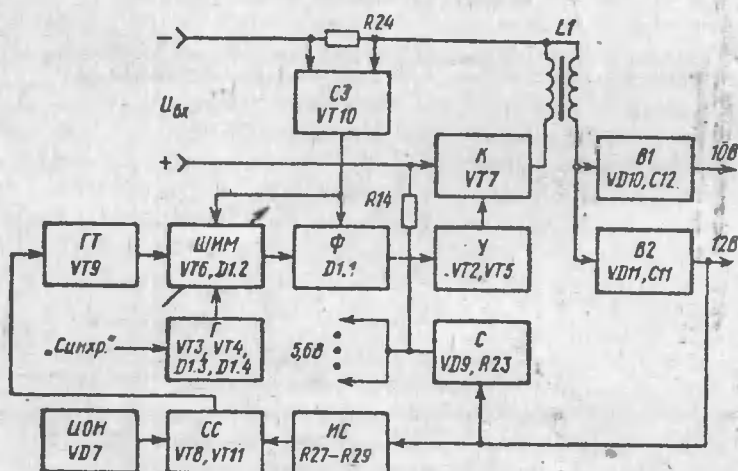 − R24 L1
СЗ
VT10
Uвх
+
R14
К
VT7
В1
VD10, C12
10В
ГТ
VT9
ШИМ
VT6, D1.2
Ф
D1.1
У
VT2, VT5
В2
VD11, C11
12В
„Синхр."
Г
VT3, VT4,
D1.3, D1.4
5,6В
С
VD9, R23
ИОН
VD7
СС
VT8, VT11
ИС
R27–R29